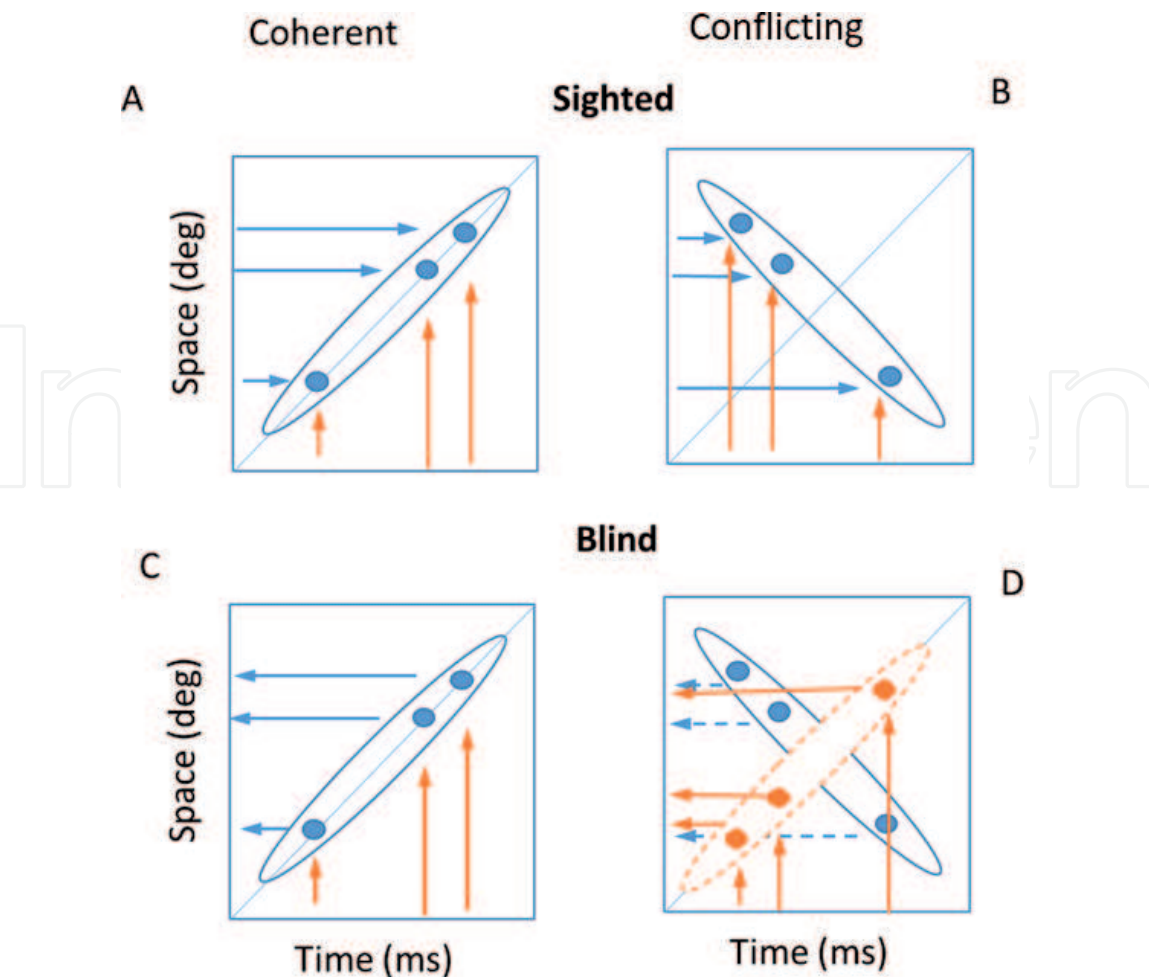 Coherent Conflicting
A Sighted B
Space (deg)
Blind
C D
Space (deg)
Time (ms) Time (ms)